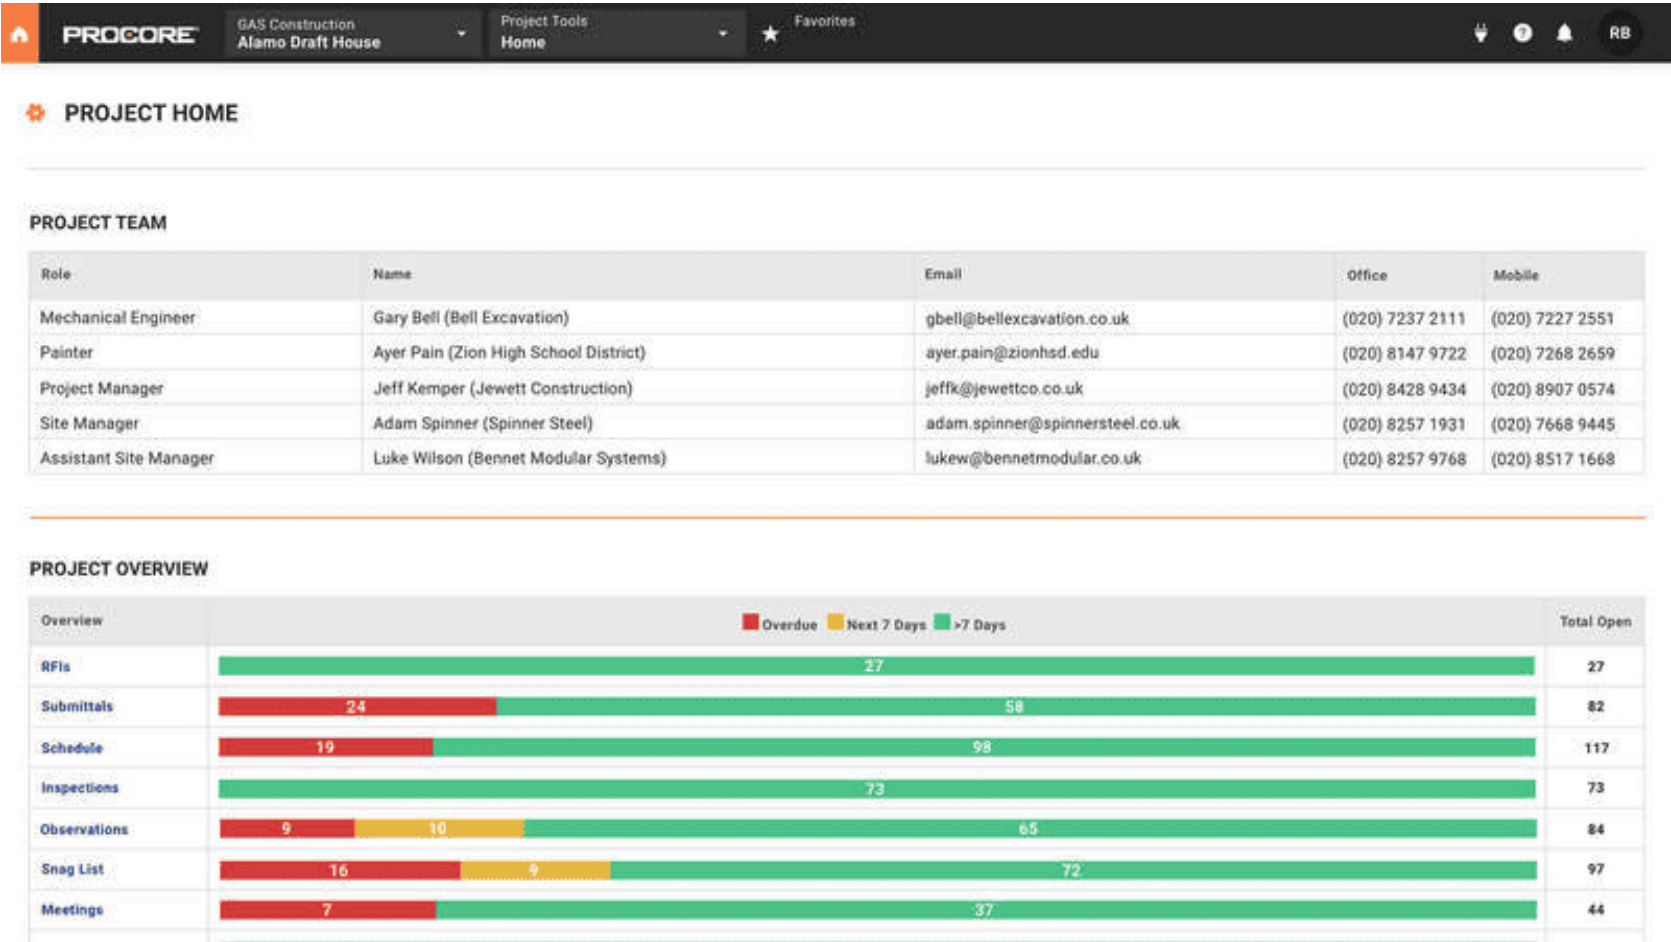 PROCORE
GAS Construction
Alamo Draft House
Project Tools
Home
Favorites
?
RB
PROJECT HOME
PROJECT TEAM
Role Name Email Office Mobile
Mechanical Engineer Gary Bell (Bell Excavation) gbell@bellexcavation.co.uk (020) 7237 2111 (020) 7227 2551
Painter Ayer Pain (Zion High School District) ayer.pain@zionhsd.edu (020) 8147 9722 (020) 7268 2659
Project Manager Jeff Kemper (Jewett Construction) jeffk@jewettco.co.uk (020) 8428 9434 (020) 8907 0574
Site Manager Adam Spinner (Spinner Steel) adam.spinner@spinnersteel.co.uk (020) 8257 1931 (020) 7668 9445
Assistant Site Manager Luke Wilson (Bennet Modular Systems) lukew@bennetmodular.co.uk (020) 8257 9768 (020) 8517 1668
PROJECT OVERVIEW
Overview Overdue Next 7 Days >7 Days Total Open
RFIs 27 27
Submittals 24 58 82
Schedule 19 98 117
Inspections 73 73
Observations 9 10 65 84
Snag List 16 9 72 97
Meetings 7 37 44